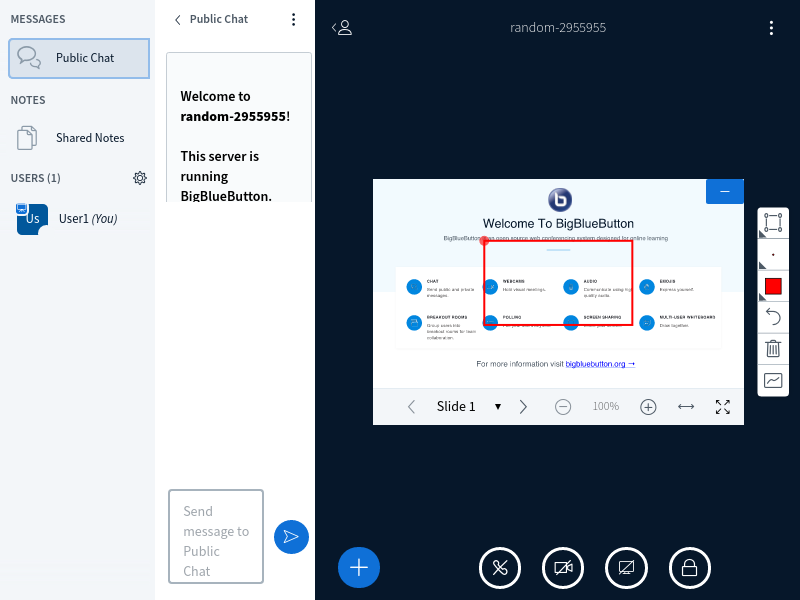 MESSAGES
Public Chat
NOTES
Shared Notes
USERS (1)
Us
User1 (You)
Public Chat
Welcome to
random-2955955!
This server is
running
BigBlueButton.
Send
message to
Public
Chat
random-2955955
b
Welcome To BigBlueButton
BigBlueButton is an open source web conferencing system designed for online learning
CHAT
Send public and private
messages.
WEBCAMS
Hold visual meetings.
AUDIO
Communicate using high
quality audio.
EMOJIS
Express yourself.
BREAKOUT ROOMS
Group users into
breakout rooms for team
collaboration.
POLLING
SCREEN SHARING
MULTI-USER WHITEBOARD
Draw together.
For more information visit bigbluebutton.org →
Slide 1
100%